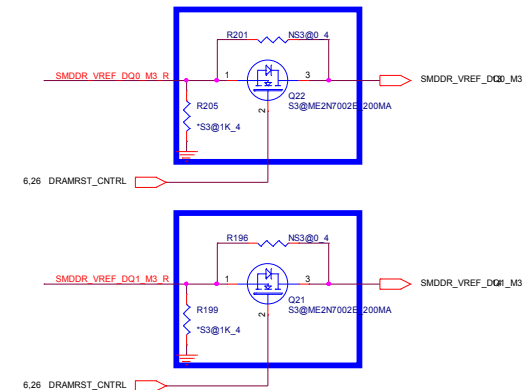 R201 NS3@0_4
SMDDR_VREF_DQ0_M3_R 1 3 SMDDR_VREF_DQ0_M3
Q22
R205 S3@ME2N7002E_200MA
2
*S3@1K_4
6,26 DRAMRST_CNTRL
R196 NS3@0_4
SMDDR_VREF_DQ1_M3_R 1 3 SMDDR_VREF_DQ1_M3
Q21
R199 S3@ME2N7002E_200MA
2
*S3@1K_4
6,26 DRAMRST_CNTRL